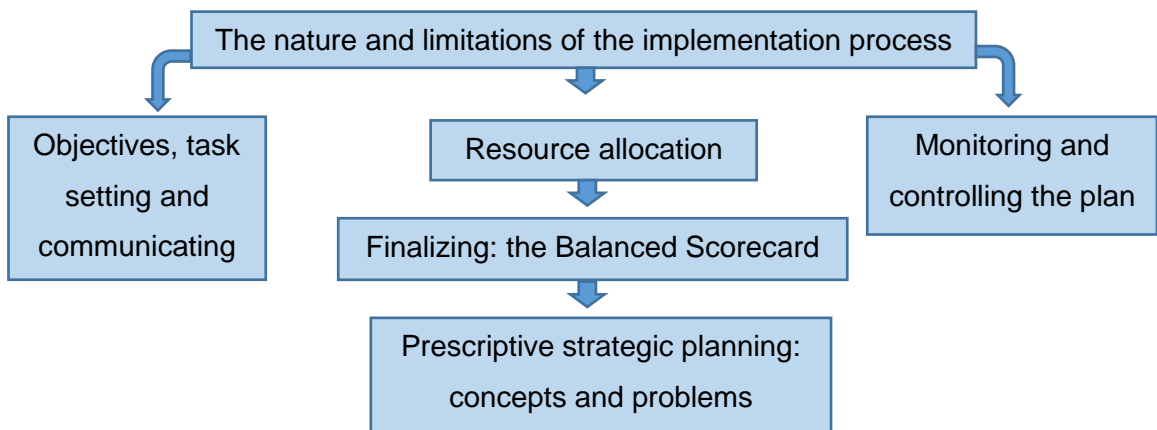 The nature and limitations of the implementation process
Objectives, task
setting and
communicating
Resource allocation
Monitoring and
controlling the plan
Finalizing: the Balanced Scorecard
Prescriptive strategic planning:
concepts and problems